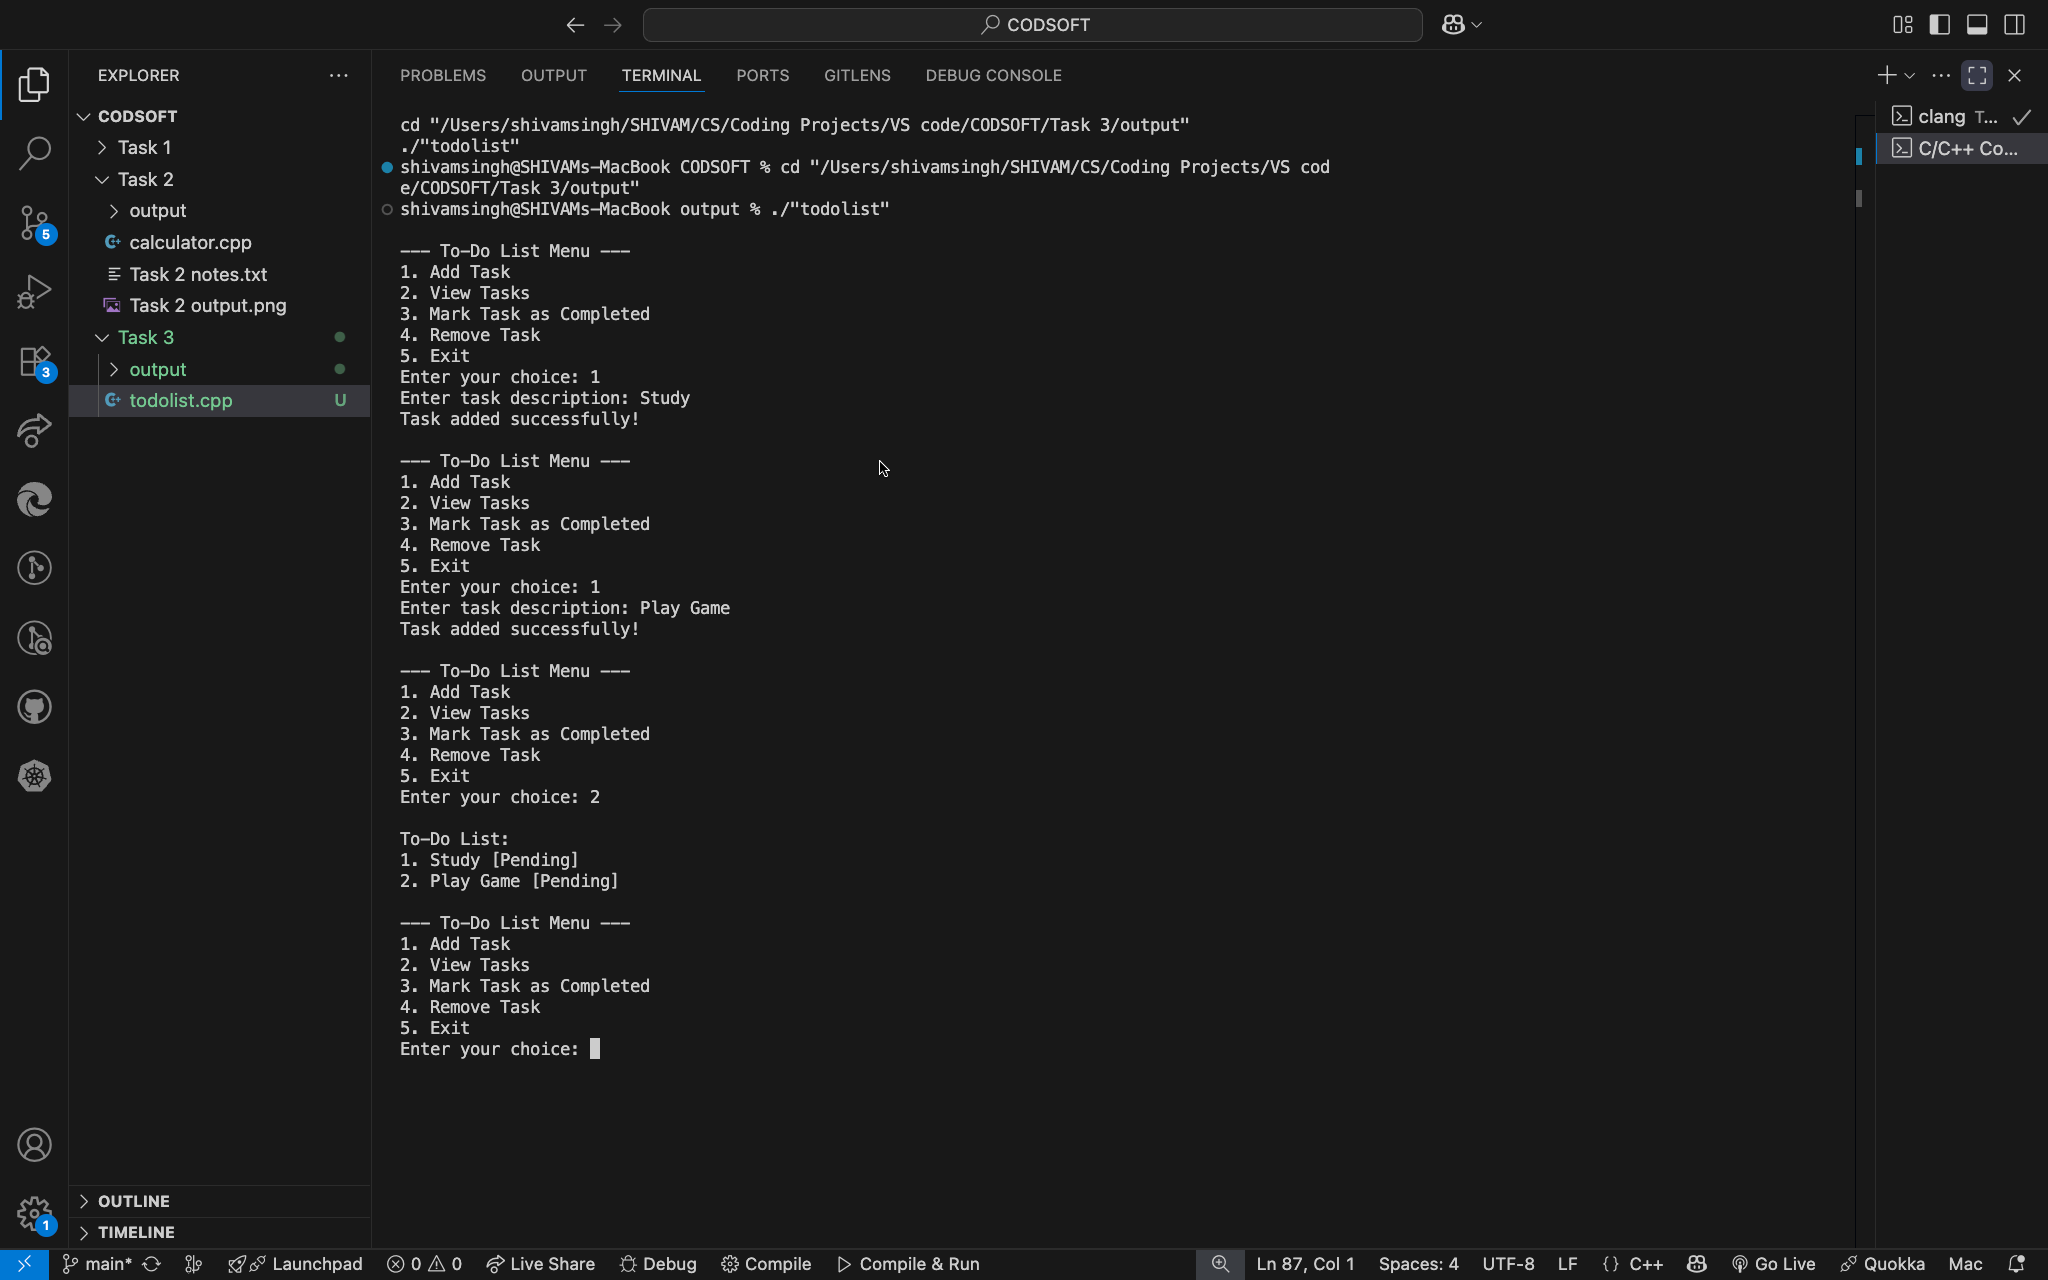 CODSOFT
EXPLORER
PROBLEMS OUTPUT TERMINAL PORTS GITLENS DEBUG CONSOLE
CODSOFT
Task 1
Task 2
output
calculator.cpp
Task 2 notes.txt
Task 2 output.png
Task 3
output
todolist.cpp U
5
3
1
OUTLINE
TIMELINE
cd "/Users/shivamsingh/SHIVAM/CS/Coding Projects/VS code/CODSOFT/Task 3/output"
./"todolist"
shivamsingh@SHIVAMs-MacBook CODSOFT % cd "/Users/shivamsingh/SHIVAM/CS/Coding Projects/VS cod
e/CODSOFT/Task 3/output"
shivamsingh@SHIVAMs-MacBook output % ./"todolist"
--- To-Do List Menu ---
1. Add Task
2. View Tasks
3. Mark Task as Completed
4. Remove Task
5. Exit
Enter your choice: 1
Enter task description: Study
Task added successfully!
--- To-Do List Menu ---
1. Add Task
2. View Tasks
3. Mark Task as Completed
4. Remove Task
5. Exit
Enter your choice: 1
Enter task description: Play Game
Task added successfully!
--- To-Do List Menu ---
1. Add Task
2. View Tasks
3. Mark Task as Completed
4. Remove Task
5. Exit
Enter your choice: 2
To-Do List:
1. Study [Pending]
2. Play Game [Pending]
--- To-Do List Menu ---
1. Add Task
2. View Tasks
3. Mark Task as Completed
4. Remove Task
5. Exit
Enter your choice:
clang T...
C/C++ Co...
main* Launchpad 0 0 Live Share Debug Compile Compile & Run Ln 87, Col 1 Spaces: 4 UTF-8 LF {} C++ Go Live Quokka Mac